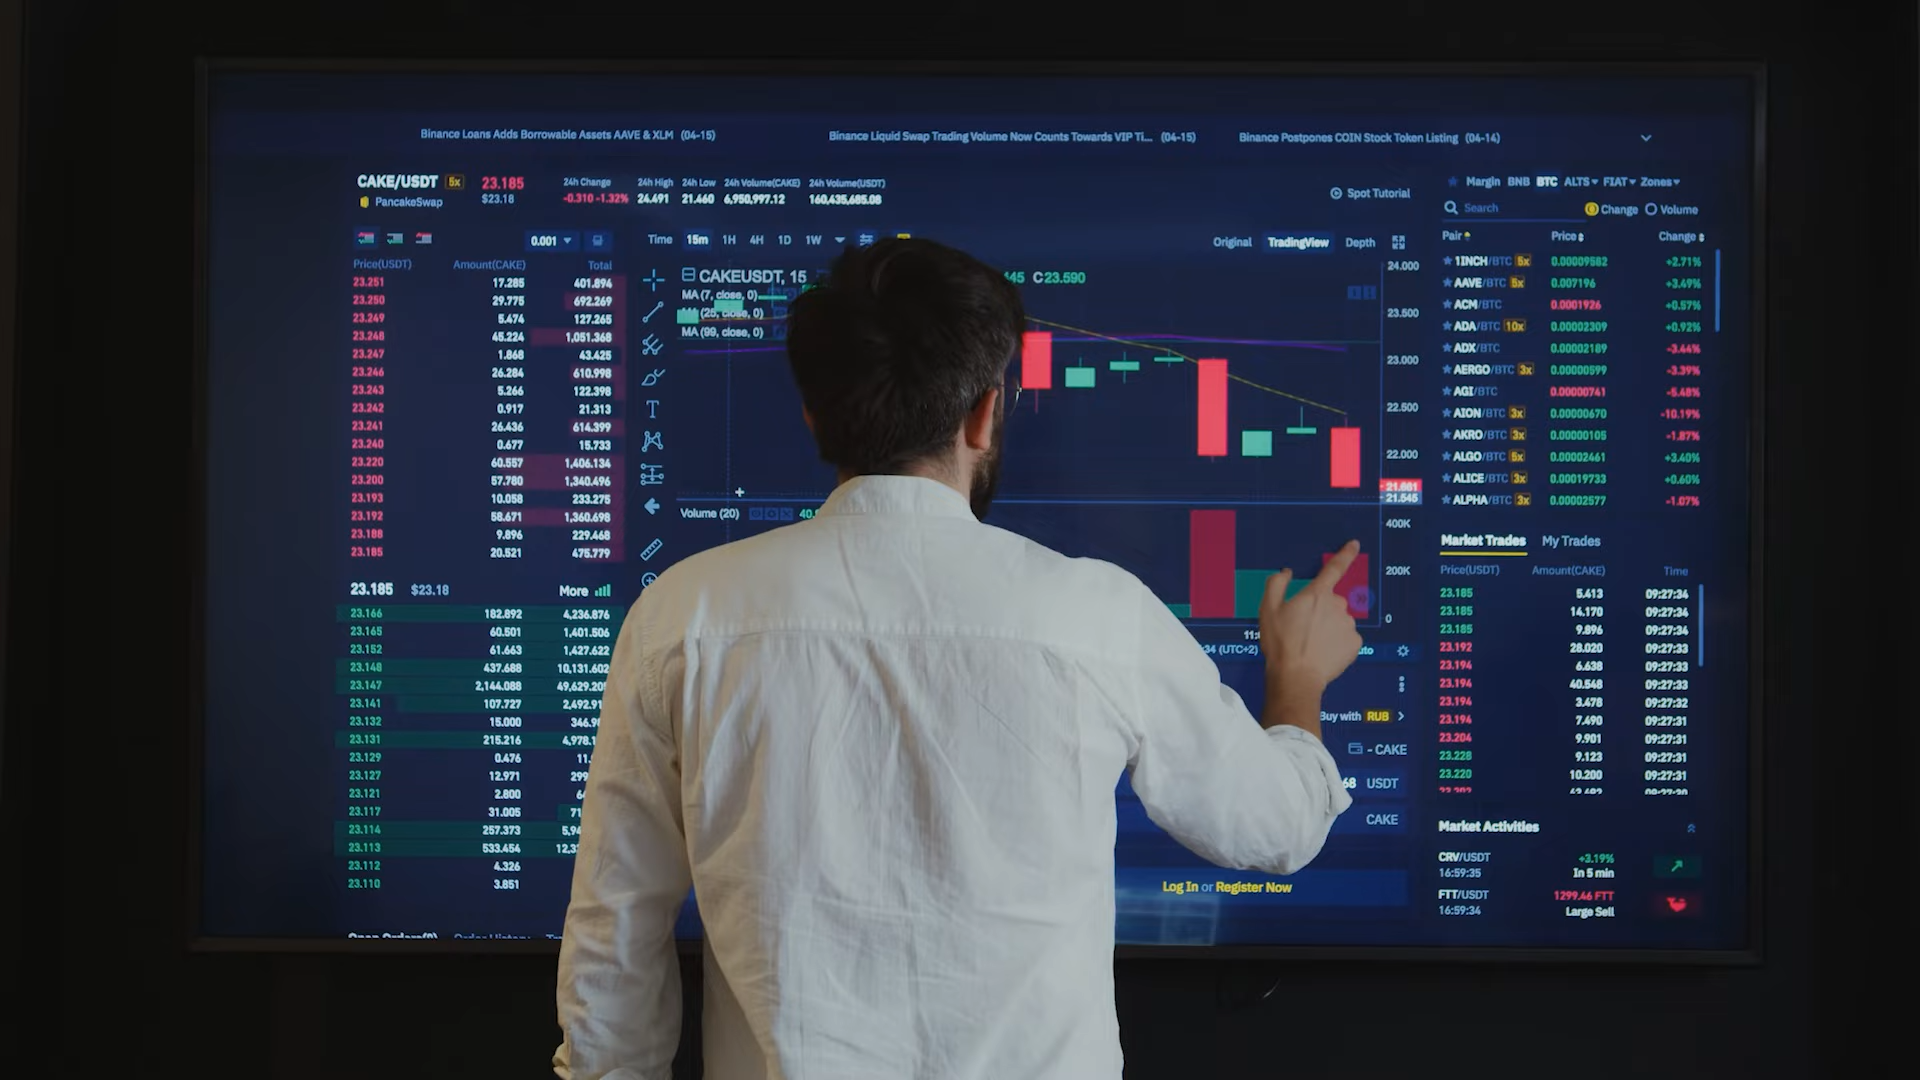 Binance Loans Adds Borrowable Assets AAVE & XLM (04-15)
Binance Liquid Swap Trading Volume Now Counts Towards VIP Ti... (04-15)
Binance Postpones COIN Stock Token Listing (04-14)
CAKE/USDT 5x
PancakeSwap
23.185
$23.18
24h Change
-0.310 -1.32%
24h High
24.491
24h Low
21.460
24h Volume(CAKE)
6,950,997.12
24h Volume(USDT)
160,435,685.08
Spot Tutorial
0.001
Price(USDT) Amount(CAKE) Total
23.251 17.285 401.894
23.250 29.775 692.269
23.249 5.474 127.265
23.248 45.224 1,051.368
23.247 1.868 43.425
23.246 26.284 610.998
23.243 5.266 122.398
23.242 0.917 21.313
23.241 26.436 614.399
23.240 0.677 15.733
23.220 60.557 1,406.134
23.200 57.780 1,340.496
23.193 10.058 233.275
23.192 58.671 1,360.698
23.188 9.896 229.468
23.185 20.521 475.779
23.185 $23.18 More
23.166 182.892 4,236.876
23.165 60.501 1,401.506
23.152 61.663 1,427.622
23.148 437.688 10,131.602
23.147 2,144.088 49,629.20
23.141 107.727 2,492.91
23.132 15.000 346.9
23.131 215.216 4,978.1
23.129 0.476 11.
23.127 12.971 299
23.121 2.800 6
23.117 31.005 71
23.114 257.373 5,94
23.113 533.454 12,3
23.112 4.326
23.110 3.851
Open Orders(0) Order History
Time 15m 1H 4H 1D 1W
Original TradingView Depth
CAKEUSDT, 15
C23.590
MA (7, close, 0)
(25, close, 0)
MA (99, close, 0)
24.000
23.500
23.000
22.500
22.000
21.661
21.545
Volume (20)
400K
200K
0
34 (UTC+2)
Buy with RUB
- CAKE
68 USDT
CAKE
Log In or Register Now
Margin BNB BTC ALTS FIAT Zones
Search Change Volume
Pair Price Change
1INCH/BTC 5x 0.00009582 +2.71%
AAVE/BTC 5x 0.007196 +3.49%
ACM/BTC 0.0001926 +0.57%
ADA/BTC 10x 0.00002309 +0.92%
ADX/BTC 0.00002189 -3.44%
AERGO/BTC 3x 0.00000599 -3.39%
AGI/BTC 0.00000741 -5.48%
AION/BTC 3x 0.00000670 -10.19%
AKRO/BTC 3x 0.00000105 -1.87%
ALGO/BTC 5x 0.00002461 +3.40%
ALICE/BTC 3x 0.00019733 +0.60%
ALPHA/BTC 3x 0.00002577 -1.07%
Market Trades My Trades
Price(USDT) Amount(CAKE) Time
23.185 5.413 09:27:34
23.185 14.170 09:27:34
23.185 9.896 09:27:34
23.192 28.020 09:27:33
23.194 6.638 09:27:33
23.194 40.548 09:27:33
23.194 3.478 09:27:32
23.194 7.490 09:27:31
23.204 9.901 09:27:31
23.228 9.123 09:27:31
23.220 10.200 09:27:31
Market Activities
CRV/USDT +3.19%
16:59:35 In 5 min
FTT/USDT 1299.46 FTT
16:59:34 Large Sell